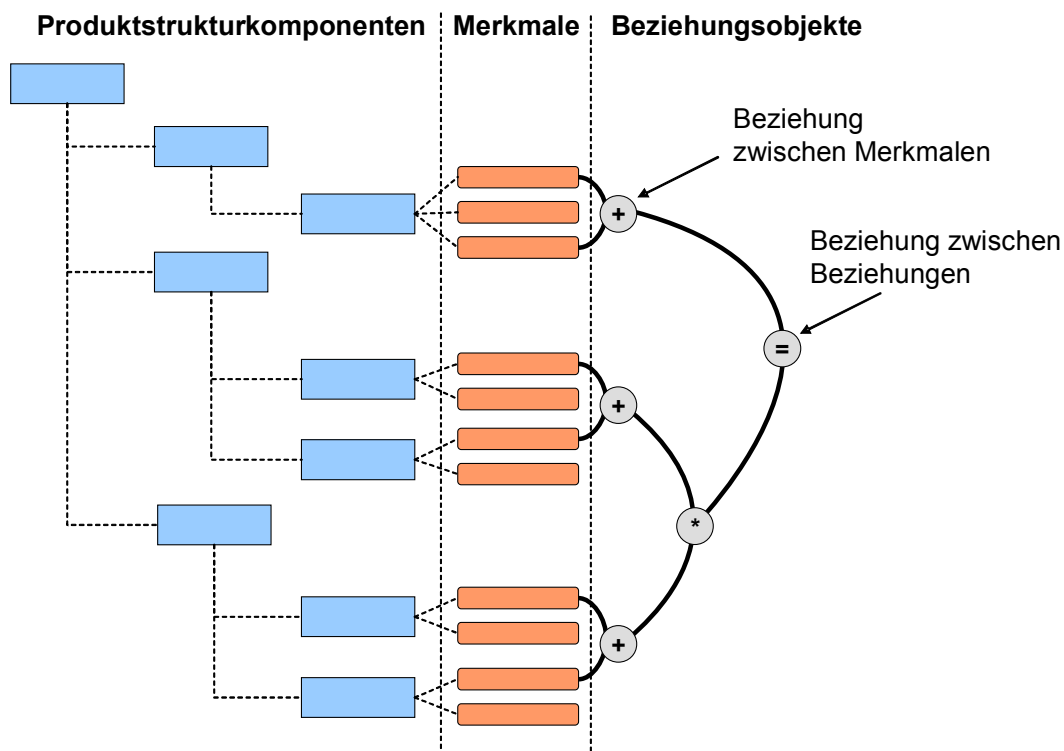 Produktstrukturkomponenten
Merkmale
Beziehungsobjekte
Beziehung
zwischen Merkmalen
+
Beziehung zwischen
Beziehungen
=
+
*
+